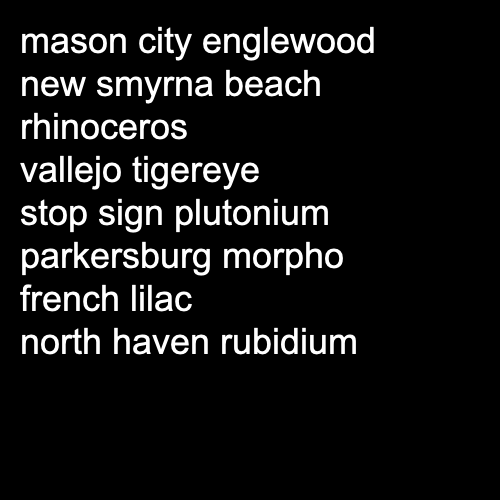 mason city englewood
new smyrna beach
rhinoceros
vallejo tigereye
stop sign plutonium
parkersburg morpho
french lilac
north haven rubidium